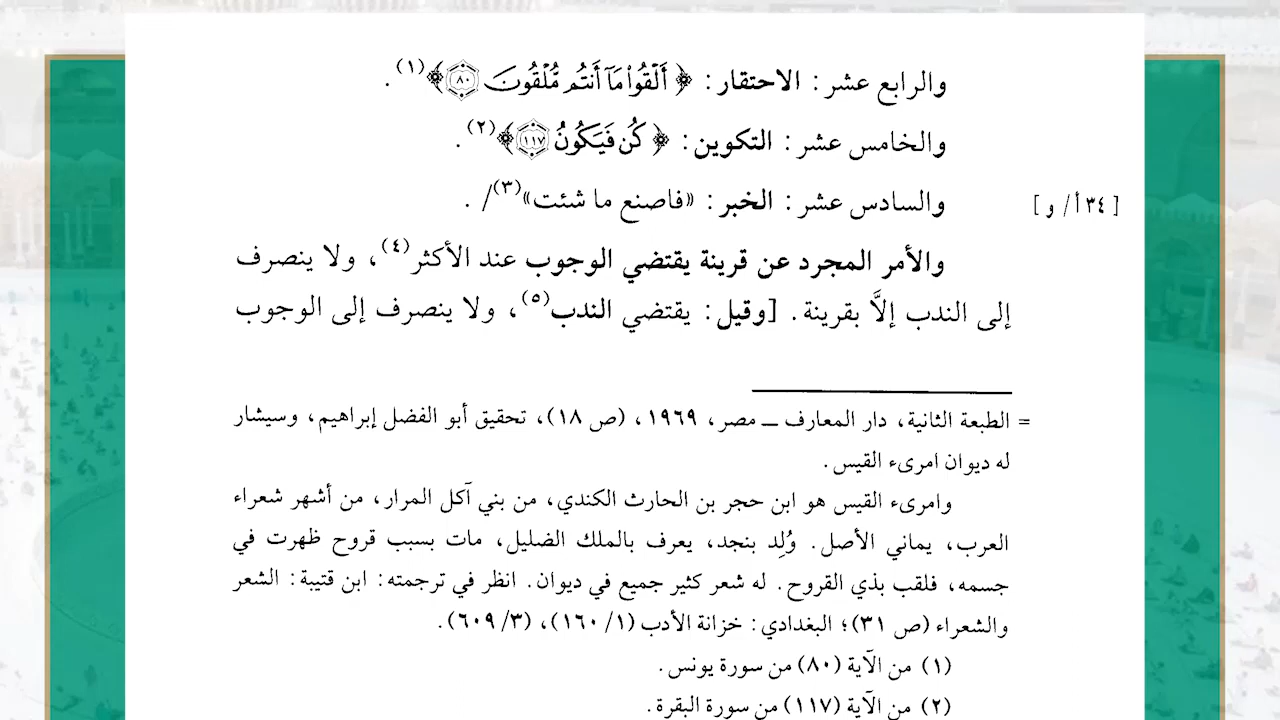 والرابع عشر: الاحتقار: ﴿أَلْقُوا۟ مَآ أَنتُم مُّلْقُونَ ۝٨٠﴾(١).
والخامس عشر: التكوين: ﴿كُن فَيَكُونُ ۝١١٧﴾(٢).
[٣٤ أ/ و] والسادس عشر: الخبر: «فاصنع ما شئت»(٣)/.
والأمر المجرد عن قرينة يقتضي الوجوب عند الأكثر(٤)، ولا ينصرف
إلى الندب إلَّا بقرينة. [وقيل: يقتضي الندب(٥)، ولا ينصرف إلى الوجوب
= الطبعة الثانية، دار المعارف ـ مصر، ١٩٦٩، (ص ١٨)، تحقيق أبو الفضل إبراهيم، وسيشار
له ديوان امرىء القيس.
وامرىء القيس هو ابن حجر بن الحارث الكندي، من بني آكل المرار، من أشهر شعراء
العرب، يماني الأصل. وُلِد بنجد، يعرف بالملك الضليل، مات بسبب قروح ظهرت في
جسمه، فلقب بذي القروح. له شعر كثير جميع في ديوان. انظر في ترجمته: ابن قتيبة: الشعر
والشعراء (ص ٣١)؛ البغدادي: خزانة الأدب (١/ ١٦٠)، (٣/ ٦٠٩).
(١) من الآية (٨٠) من سورة يونس.
(٢) من الآية (١١٧) من سورة البقرة.